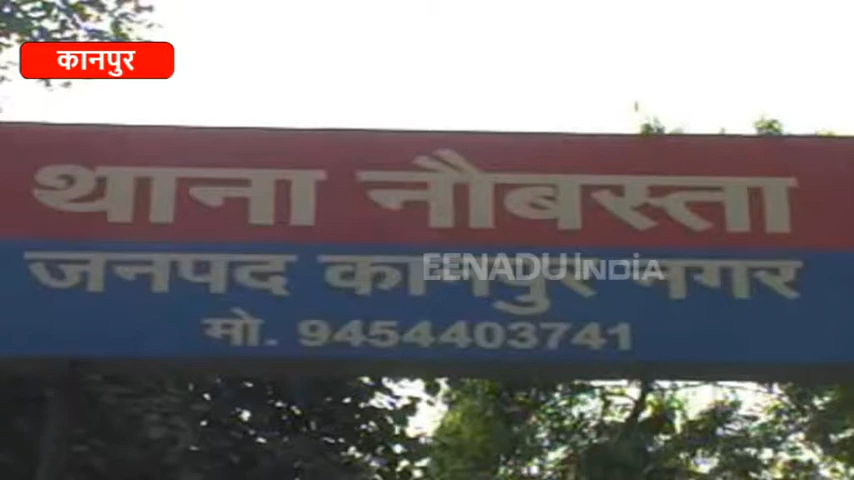 कानपुर
थाना नौबस्ता
जनपद कानपुर नगर
EENADU INDIA
मो. 9454403741